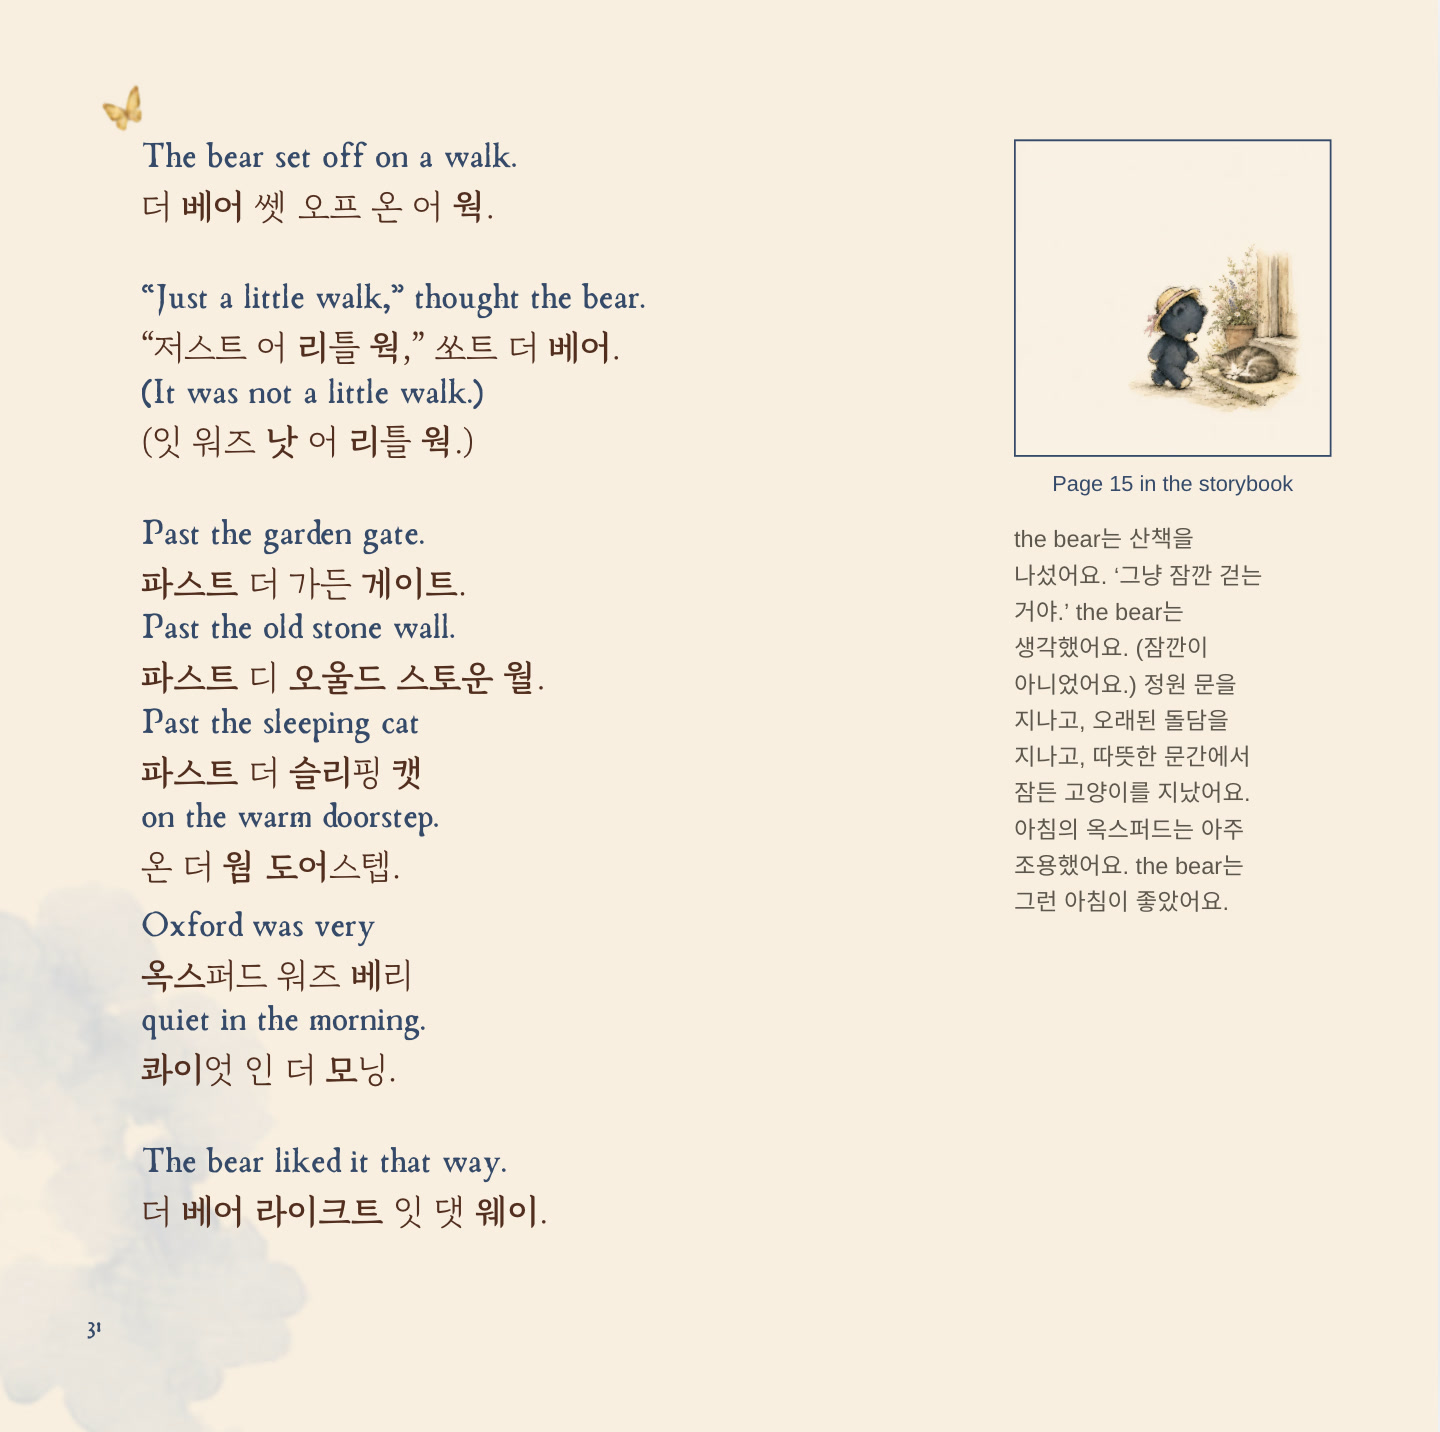 The bear set off on a walk.
더 베어 쎗 오프 온 어 웍.
“Just a little walk,” thought the bear.
“저스트 어 리틀 웍,” 쏘트 더 베어.
(It was not a little walk.)
(잇 워즈 낫 어 리틀 웍.)
Past the garden gate.
파스트 더 가든 게이트.
Past the old stone wall.
파스트 디 오울드 스토운 월.
Past the sleeping cat
파스트 더 슬리핑 캣
on the warm doorstep.
온 더 웜 도어스텝.
Oxford was very
옥스퍼드 워즈 베리
quiet in the morning.
콰이엇 인 더 모닝.
The bear liked it that way.
더 베어 라이크트 잇 댓 웨이.
31
Page 15 in the storybook
the bear는 산책을
나섰어요. ‘그냥 잠깐 걷는
거야.’ the bear는
생각했어요. (잠깐이
아니었어요.) 정원 문을
지나고, 오래된 돌담을
지나고, 따뜻한 문간에서
잠든 고양이를 지났어요.
아침의 옥스퍼드는 아주
조용했어요. the bear는
그런 아침이 좋았어요.